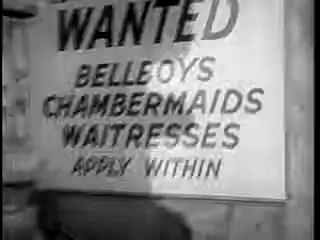 WANTED
BELLBOYS
CHAMBERMAIDS
WAITRESSES
APPLY WITHIN